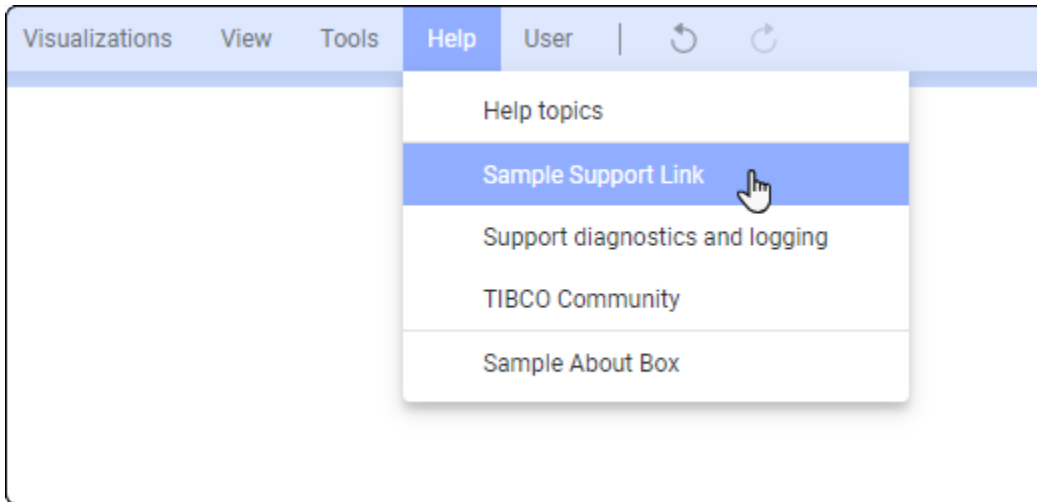 Visualizations View Tools Help User
Help topics
Sample Support Link
Support diagnostics and logging
TIBCO Community
Sample About Box